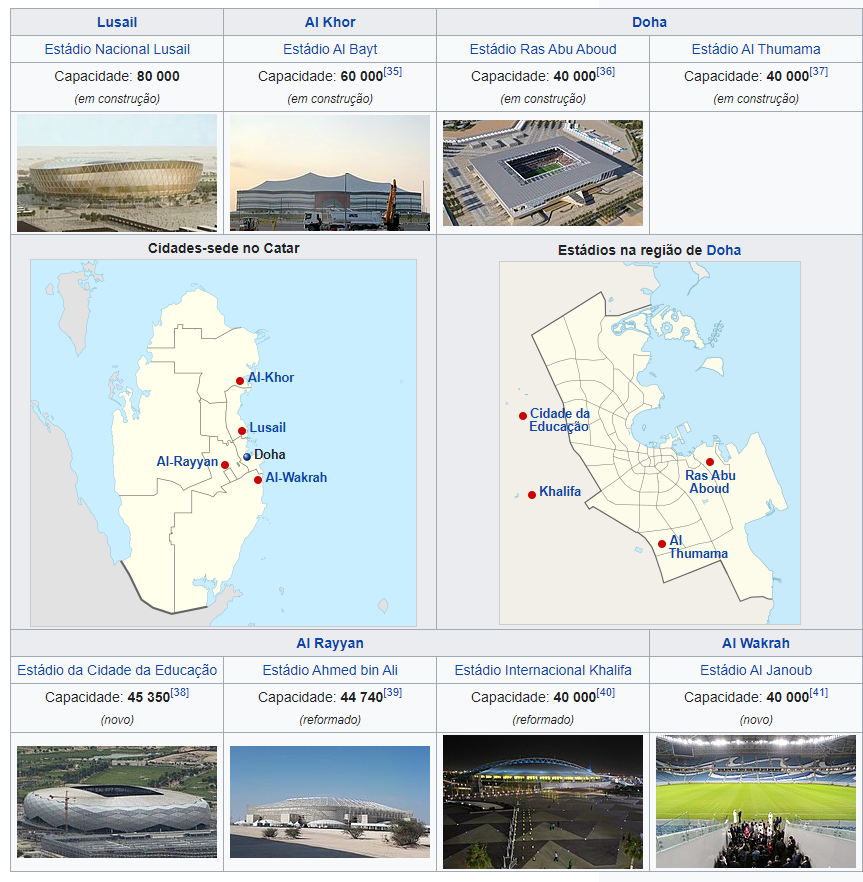 Lusail
Al Khor
Doha
Estádio Nacional Lusail
Estádio Al Bayt
Estádio Ras Abu Aboud
Estádio Al Thumama
Capacidade: 80 000
Capacidade: 60 000[35]
Capacidade: 40 000[36]
Capacidade: 40 000[37]
(em construção)
(em construção)
(em construção)
(em construção)
Cidades-sede no Catar
Estádios na região de Doha
Al-Khor
Lusail
Doha
Al-Rayyan
Al-Wakrah
Cidade da
Educação
Ras Abu
Aboud
Khalifa
Al
Thumama
Al Rayyan
Al Wakrah
Estádio da Cidade da Educação
Estádio Ahmed bin Ali
Estádio Internacional Khalifa
Estádio Al Janoub
Capacidade: 45 350[38]
Capacidade: 44 740[39]
Capacidade: 40 000[40]
Capacidade: 40 000[41]
(novo)
(reformado)
(reformado)
(novo)